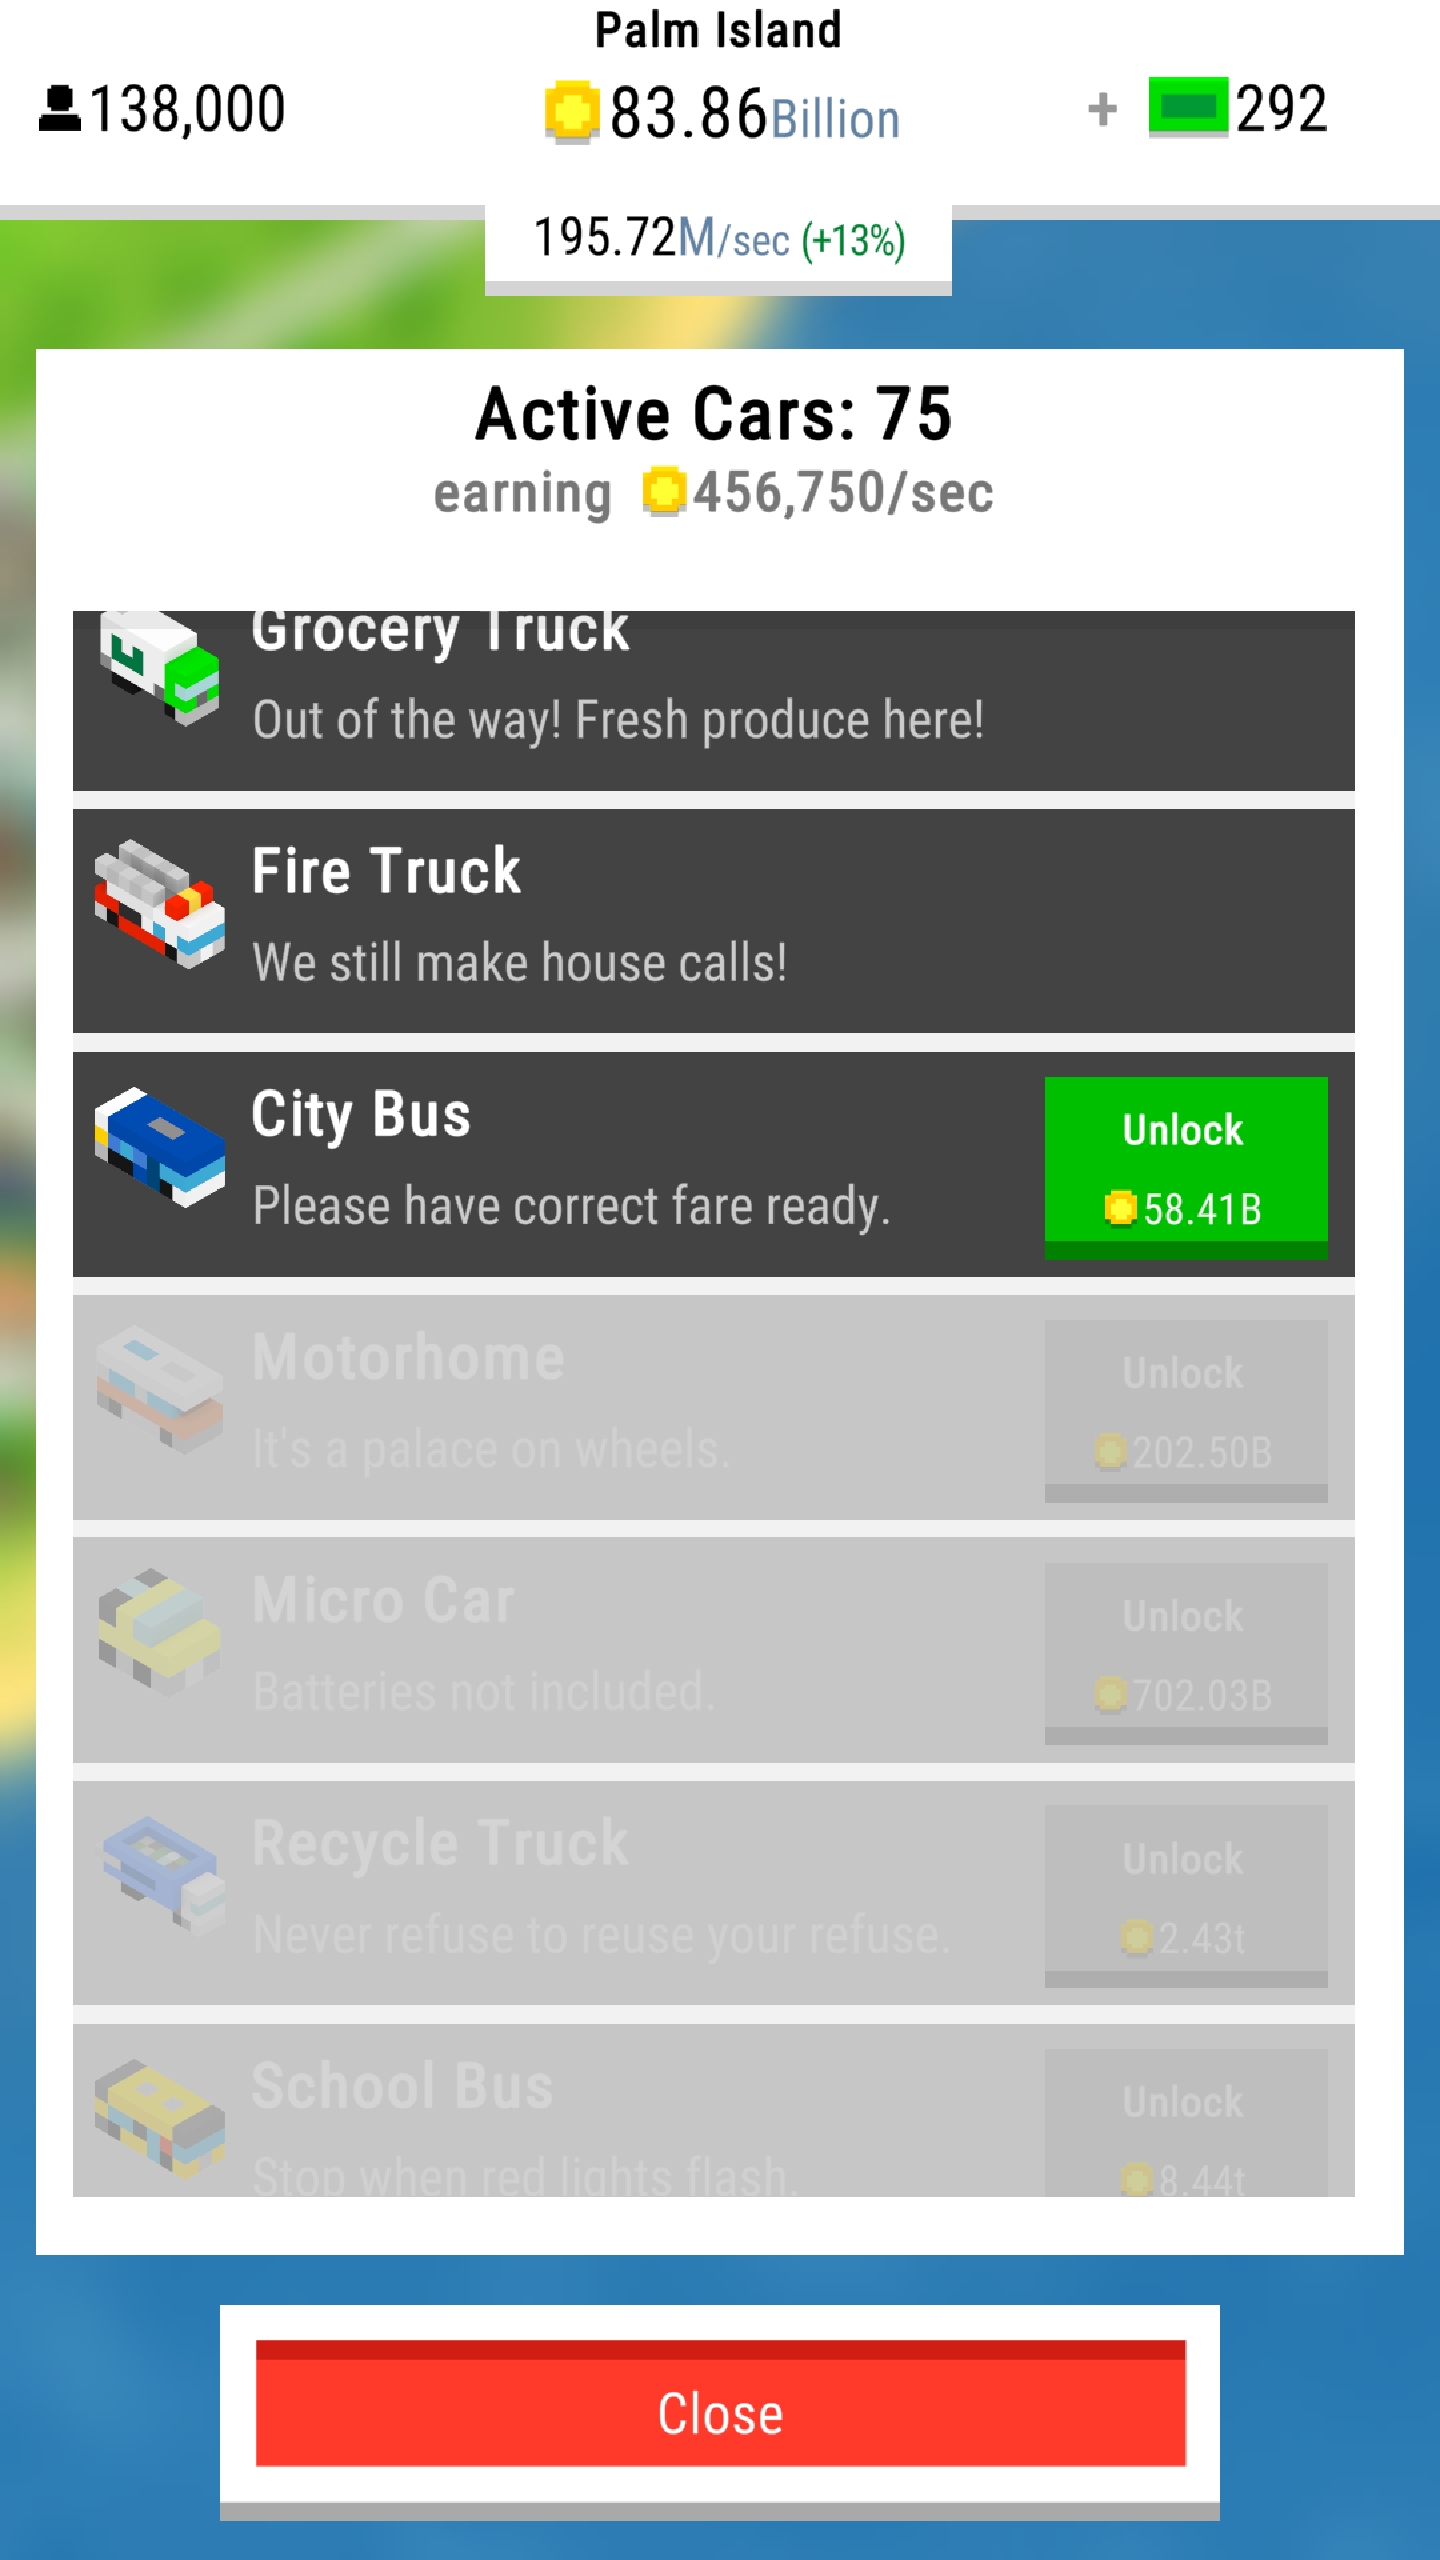 Palm Island
138,000
83.86Billion
+ 292
195.72M/sec (+13%)
Active Cars: 75
earning 456,750/sec
Grocery Truck
Out of the way! Fresh produce here!
Fire Truck
We still make house calls!
City Bus
Please have correct fare ready.
Unlock
58.41B
Motorhome
It's a palace on wheels.
Unlock
202.50B
Micro Car
Batteries not included.
Unlock
702.03B
Recycle Truck
Never refuse to reuse your refuse.
Unlock
2.43t
School Bus
Stop when red lights flash.
Unlock
8.44t
Close